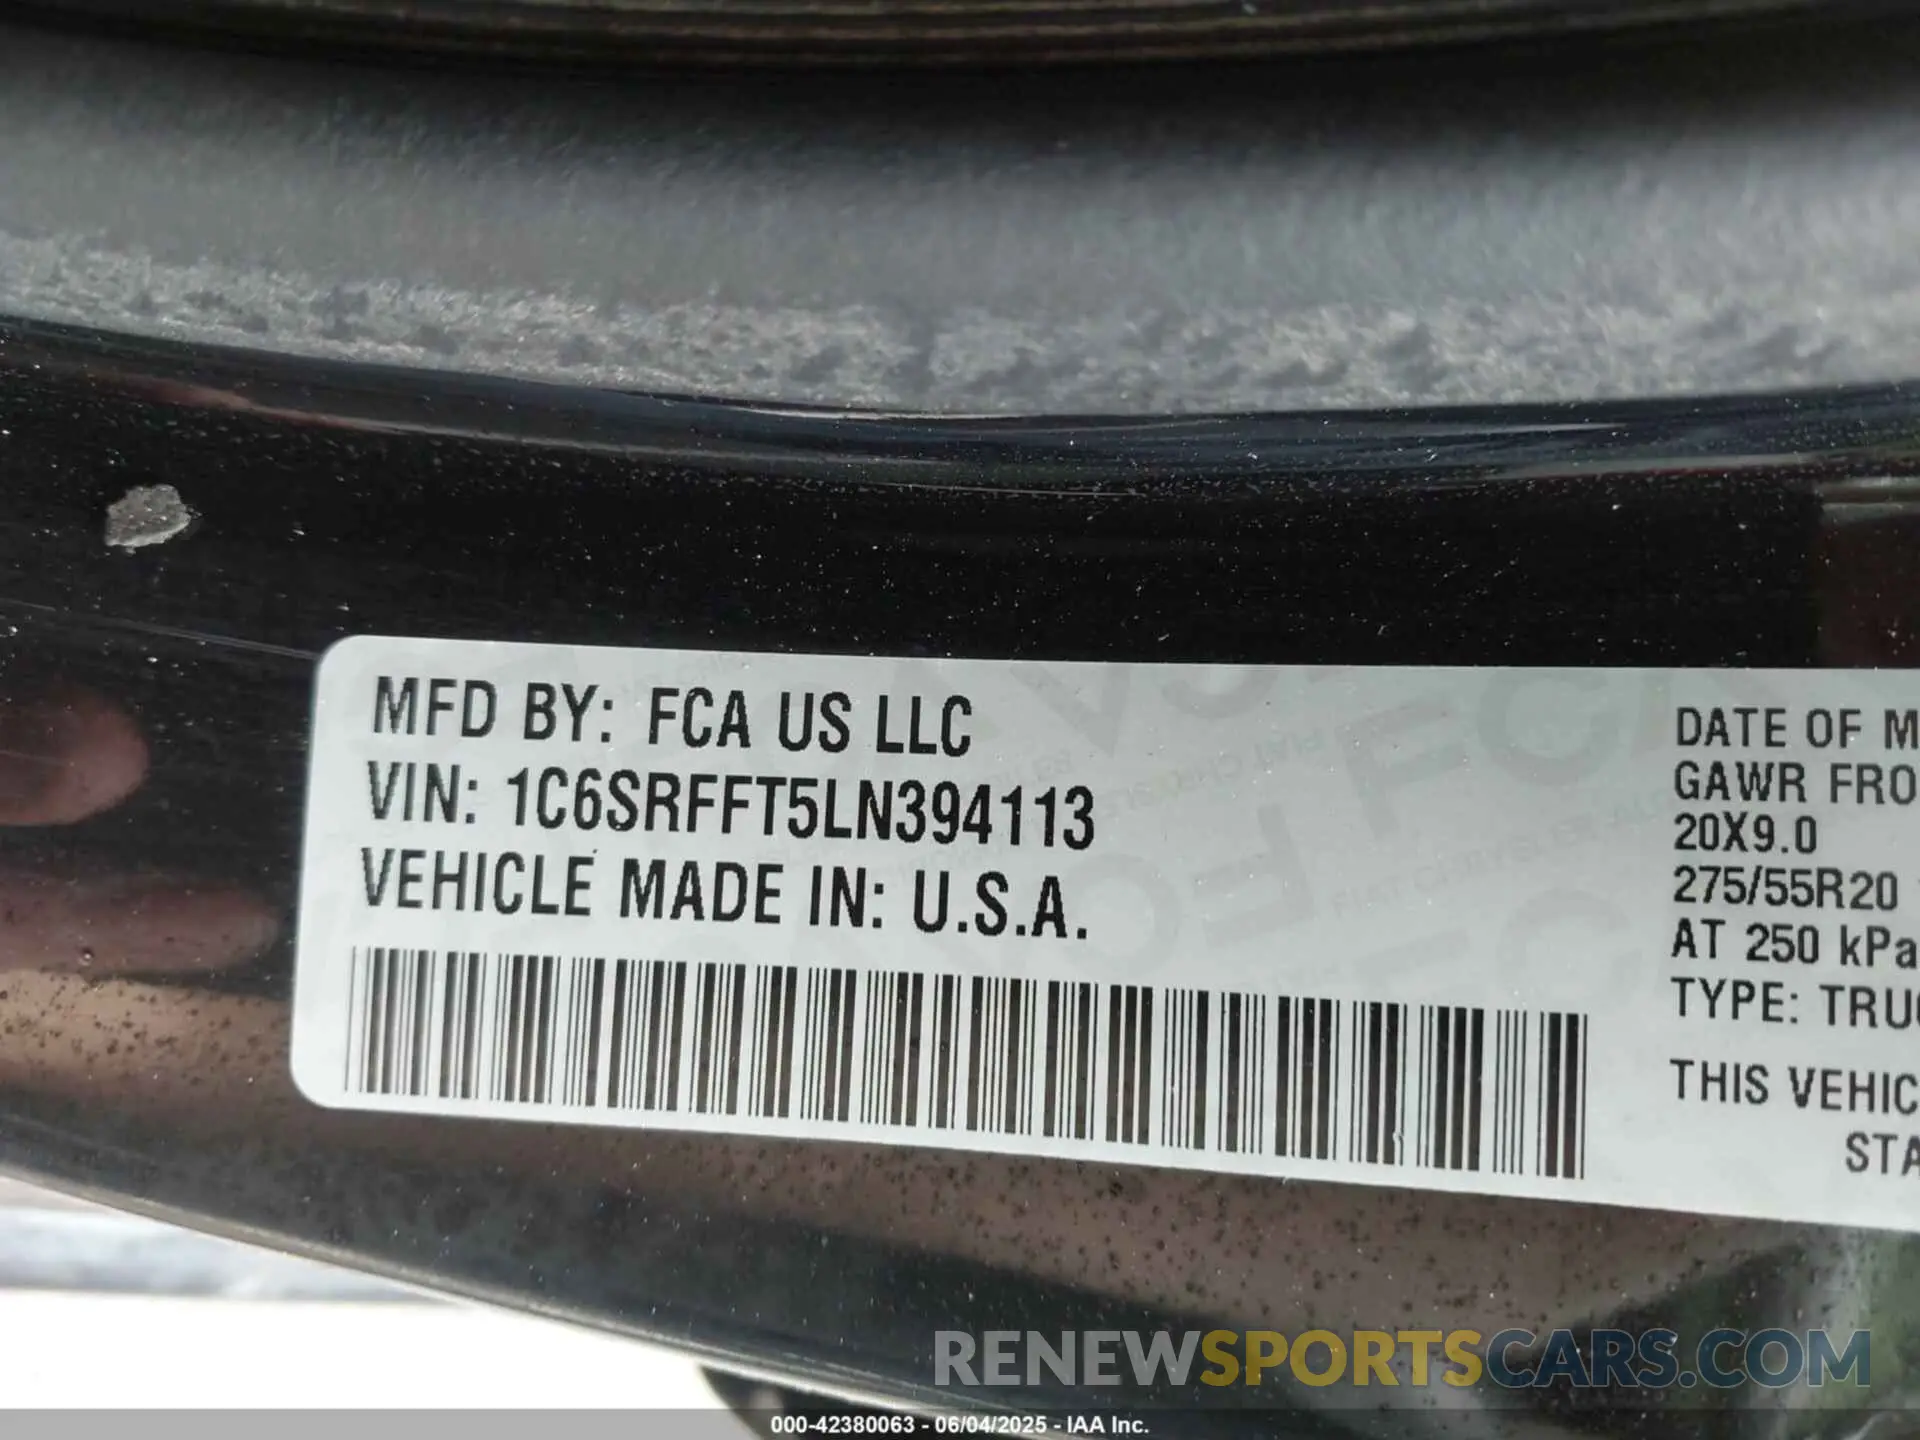 MFD BY: FCA US LLC
VIN: 1C6SRFFT5LN394113
VEHICLE MADE IN: U.S.A.
DATE OF M
GAWR FRO
20X9.0
275/55R20
AT 250 kPa
TYPE: TRUC
THIS VEHIC
STA
RENEWSPORTSCARS.COM
000-42380063 - 06/04/2025 - IAA Inc.